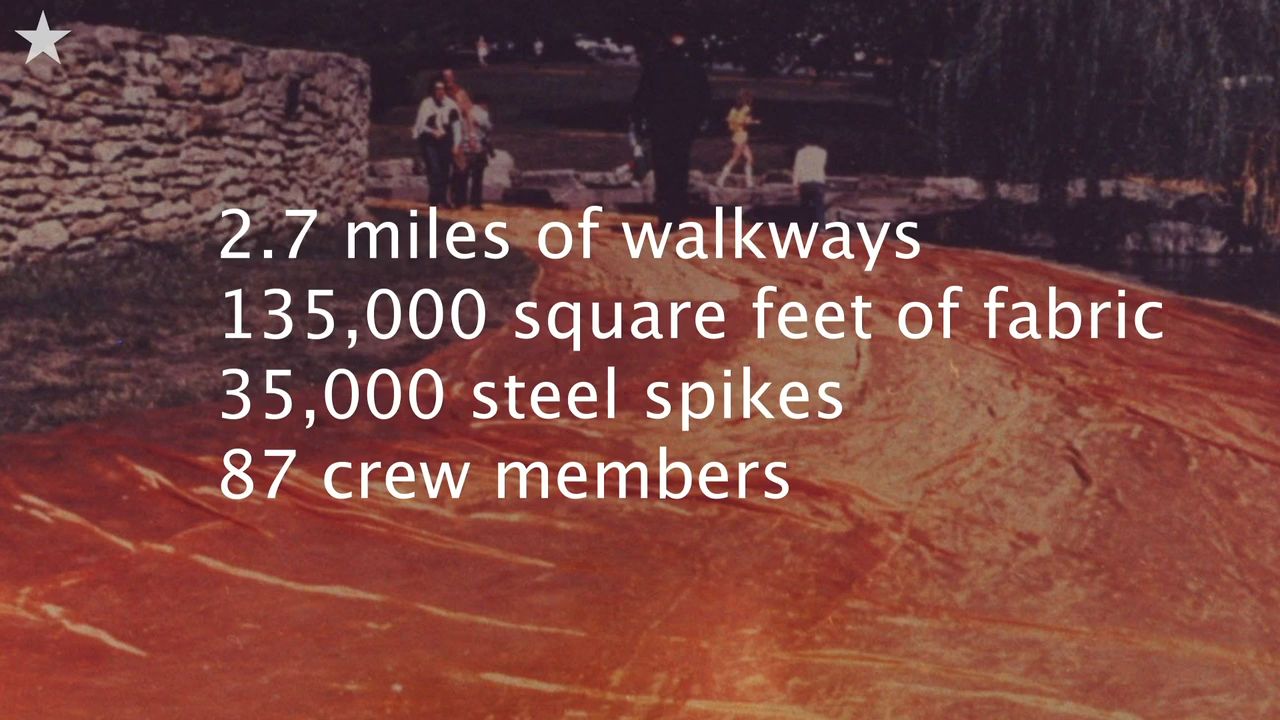 2.7 miles of walkways
135,000 square feet of fabric
35,000 steel spikes
87 crew members